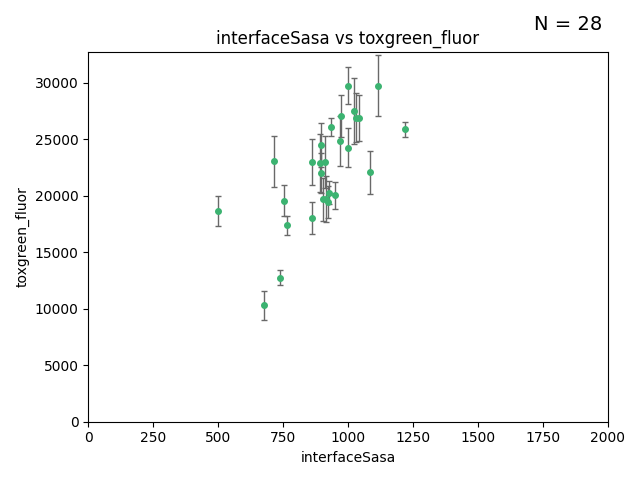 N = 28
interfaceSasa vs toxgreen_fluor
30000
25000
20000
15000
10000
5000
0
toxgreen_fluor
0 250 500 750 1000 1250 1500 1750 2000
interfaceSasa